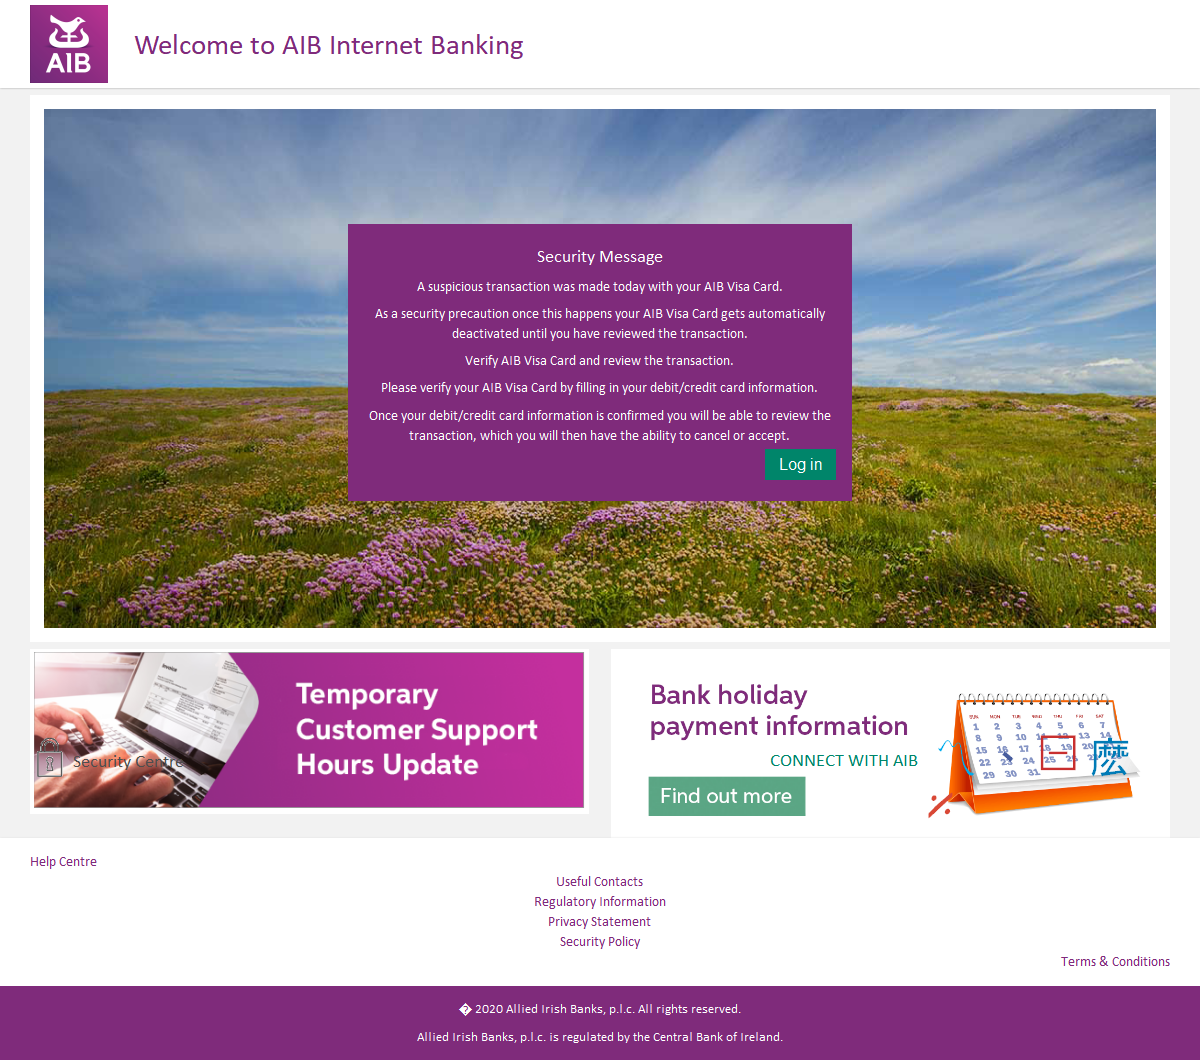 AIB
Welcome to AIB Internet Banking
Security Message
A suspicious transaction was made today with your AIB Visa Card.
As a security precaution once this happens your AIB Visa Card gets automatically
deactivated until you have reviewed the transaction.
Verify AIB Visa Card and review the transaction.
Please verify your AIB Visa Card by filling in your debit/credit card information.
Once your debit/credit card information is confirmed you will be able to review the
transaction, which you will then have the ability to cancel or accept.
Log in
Invoice
Temporary
Customer Support
Hours Update
Security Centre
Bank holiday
payment information
CONNECT WITH AIB
Find out more
SUN MON TUE WED THU FRI SAT
1 2 3 4 5 6 7
8 9 10 11 12 13 14
15 16 17 18 19 20 21
22 23 24 25 26 27 28
29 30 31
Help Centre
Useful Contacts
Regulatory Information
Privacy Statement
Security Policy
Terms & Conditions
� 2020 Allied Irish Banks, p.l.c. All rights reserved.
Allied Irish Banks, p.l.c. is regulated by the Central Bank of Ireland.